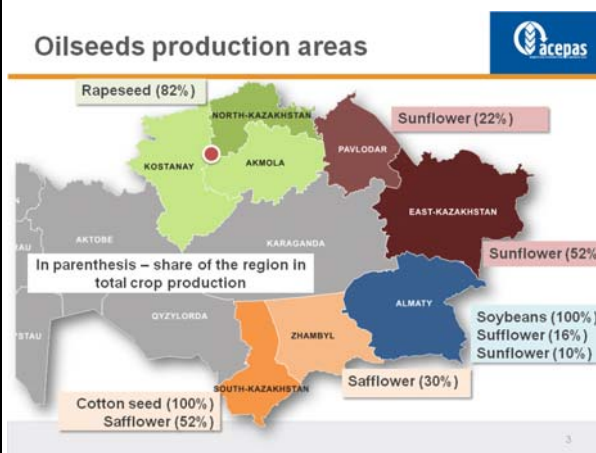 Oilseeds production areas
acepas
Rapeseed (82%)
NORTH-KAZAKHSTAN
Sunflower (22%)
PAVLODAR
KOSTANAY
AKMOLA
EAST-KAZAKHSTAN
AKTOBE
KARAGANDA
Sunflower (52%
In parenthesis – share of the region in
total crop production
ALMATY
QYZYLORDA
Soybeans (100%)
Sufflower (16%)
Sunflower (10%)
ZHAMBYL
STAU
SOUTH-KAZAKHSTAN
Safflower (30%)
Cotton seed (100%)
Safflower (52%)
3